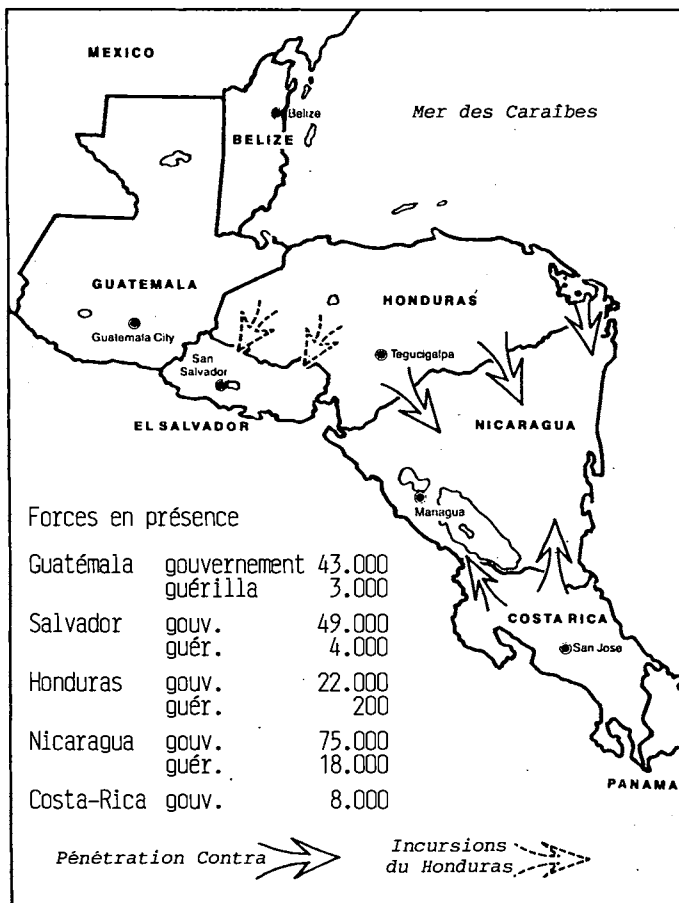 MEXICO
Belize
BELIZE
Mer des Caraîbes
GUATEMALA
HONDURAS
Guatemala City
Tegucigalpa
San
Salvador
EL SALVADOR
NICARAGUA
Managua
Forces en présence
Guatémala gouvernement 43.000
guérilla 3.000
Salvador gouv. 49.000
guér. 4.000
COSTA RICA
San Jose
Honduras gouv. 22.000
guér. 200
Nicaragua gouv. 75.000
guér. 18.000
PANAMA
Costa-Rica gouv. 8.000
Pénétration Contra
Incursions
du Honduras